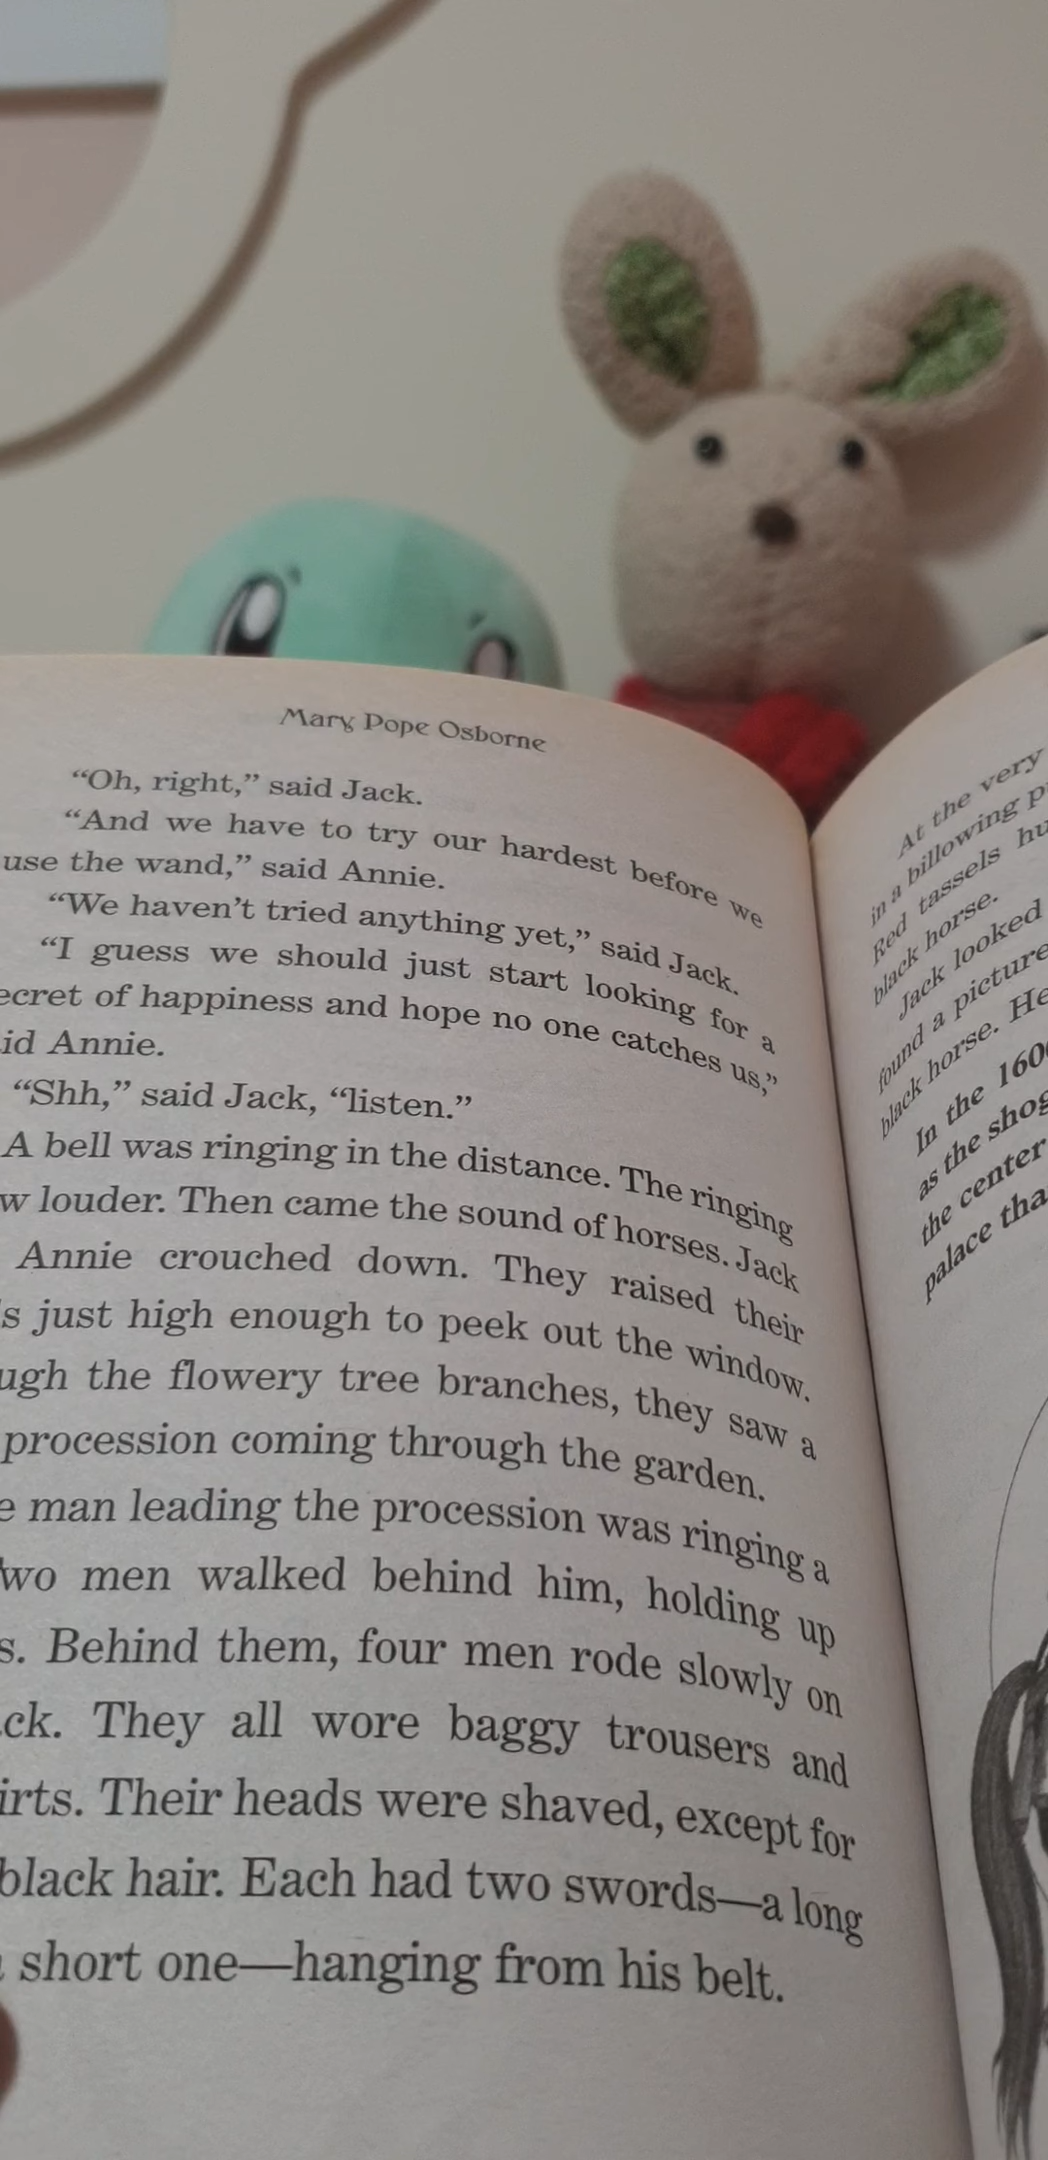 Mary Pope Osborne
“Oh, right,” said Jack.
“And we have to try our hardest before we
use the wand,” said Annie.
“We haven’t tried anything yet,” said Jack.
“I guess we should just start looking for a
ecret of happiness and hope no one catches us,”
id Annie.
“Shh,” said Jack, “listen.”
A bell was ringing in the distance. The ringing
w louder. Then came the sound of horses. Jack
Annie crouched down. They raised their
s just high enough to peek out the window.
ugh the flowery tree branches, they saw a
procession coming through the garden.
e man leading the procession was ringing a
wo men walked behind him, holding up
s. Behind them, four men rode slowly on
ck. They all wore baggy trousers and
irts. Their heads were shaved, except for
black hair. Each had two swords—a long
short one—hanging from his belt.
At the very
in a billowing p
Red tassels hu
black horse.
Jack looked
found a picture
black horse. He
In the 160
as the shog
the center
palace tha